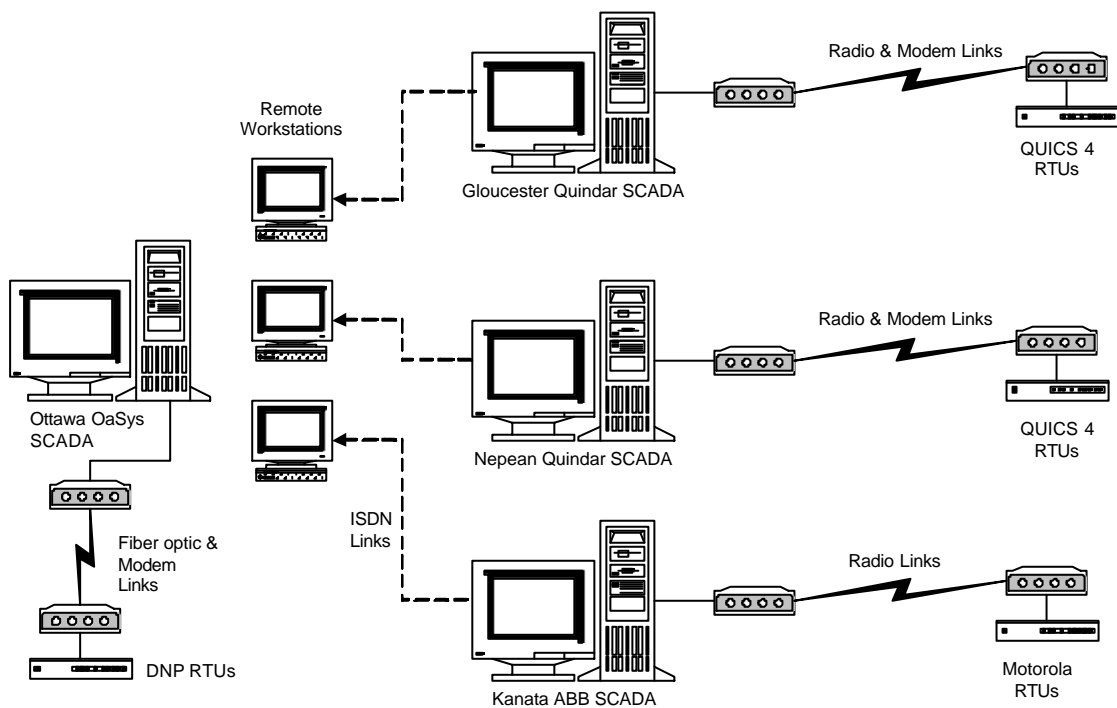 Radio & Modem Links
Remote
Workstations
QUICS 4
RTUs
Gloucester Quindar SCADA
Radio & Modem Links
Ottawa OaSys
SCADA
QUICS 4
RTUs
Nepean Quindar SCADA
ISDN
Links
Fiber optic &
Modem
Links
Radio Links
DNP RTUs
Motorola
RTUs
Kanata ABB SCADA